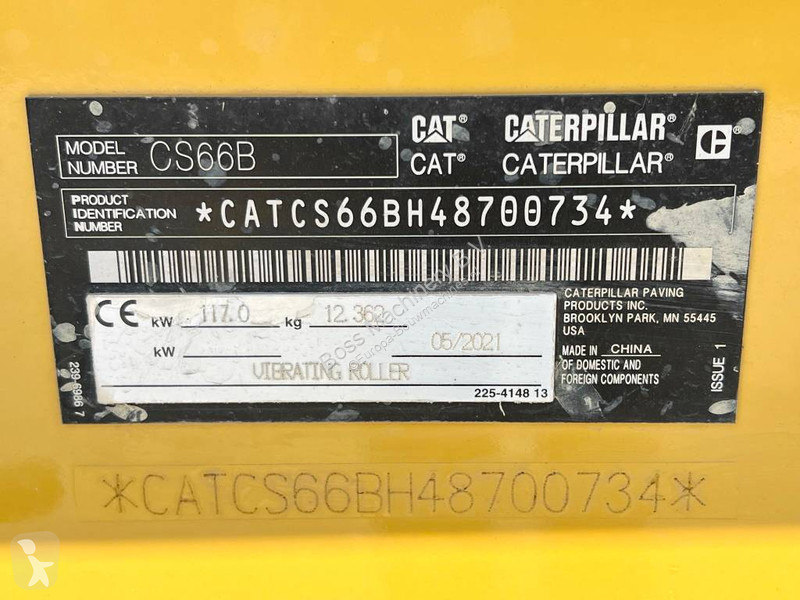 MODEL NUMBER CS66B
CAT CATERPILLAR
CAT® CATERPILLAR®
PRODUCT IDENTIFICATION NUMBER *CATCS66BH48700734*
CE kW 117.0 kg 12.362
kW 05/2021
VIBRATING ROLLER
225-4148 13
239-6986 7
CATERPILLAR PAVING
PRODUCTS INC.
BROOKLYN PARK, MN 55445
USA
MADE IN CHINA
OF DOMESTIC AND
FOREIGN COMPONENTS
ISSUE 1
BOSS Machinery B.V.
*CATCS66BH48700734*